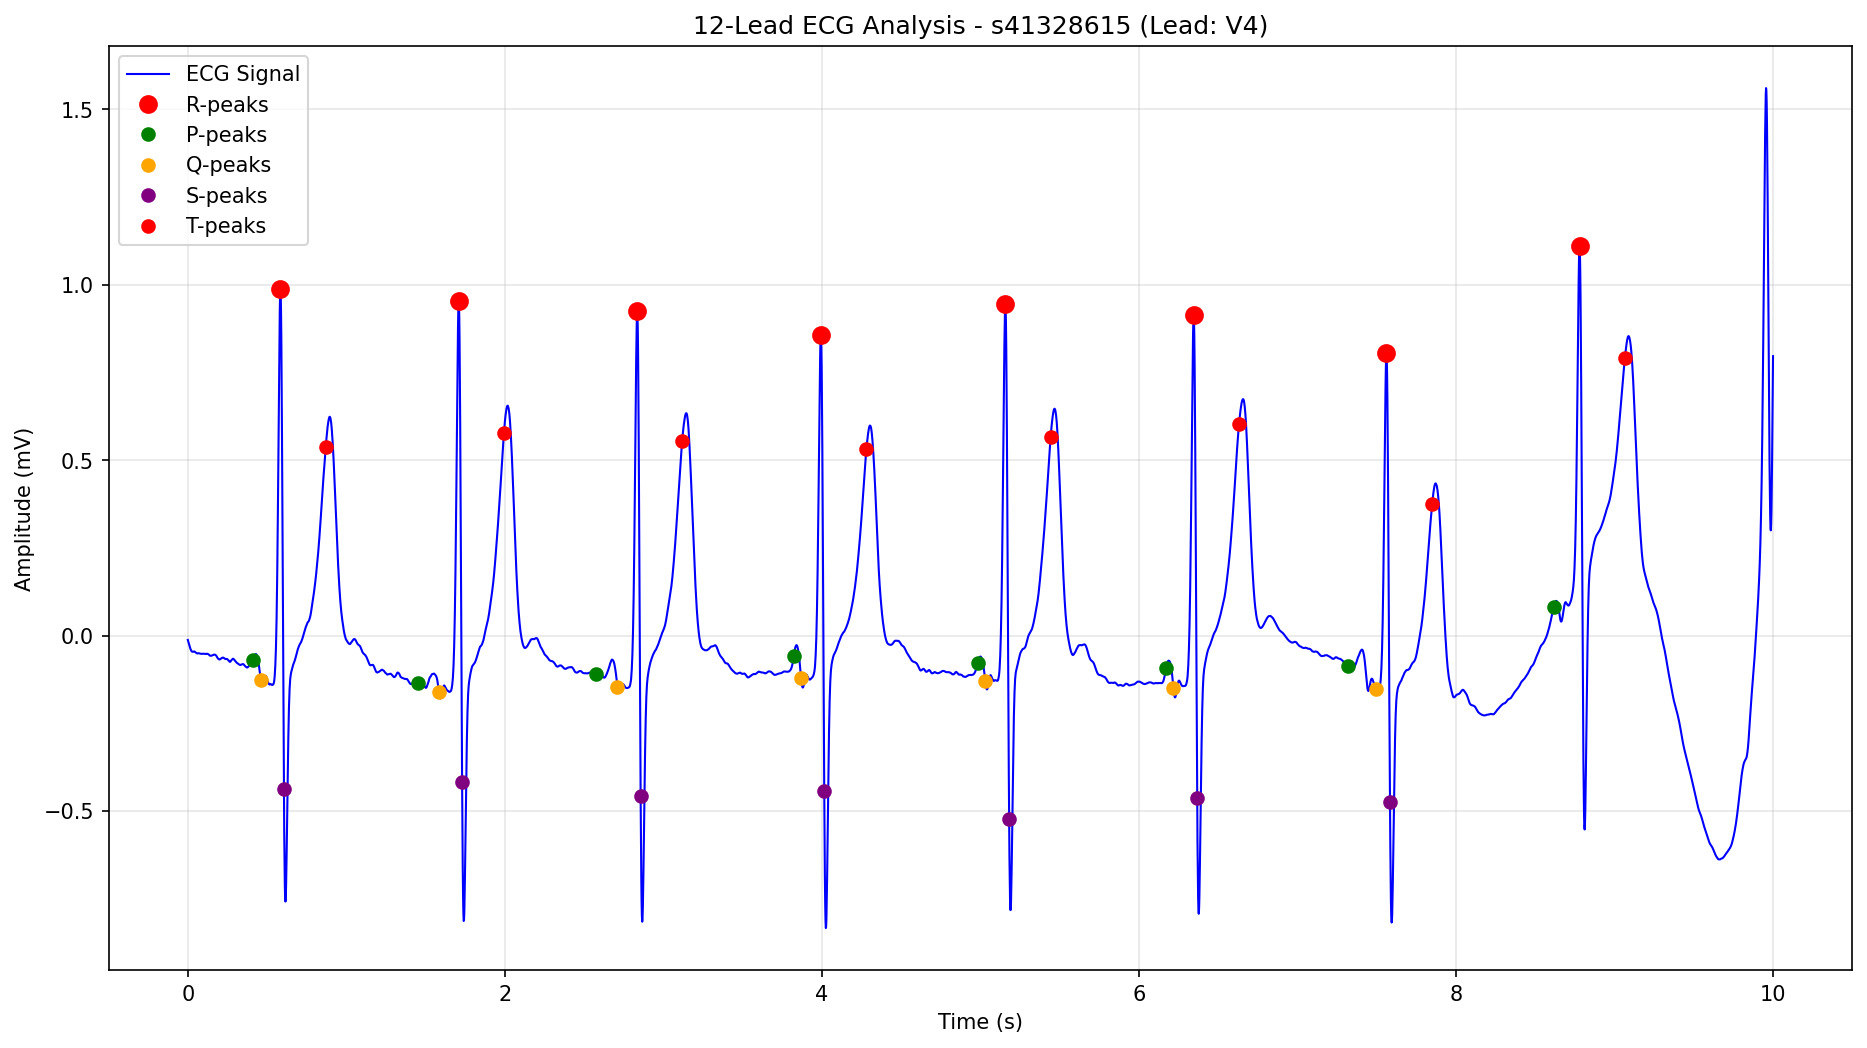 12-Lead ECG Analysis - s41328615 (Lead: V4)
ECG Signal
R-peaks
P-peaks
Q-peaks
S-peaks
T-peaks
1.5
1.0
0.5
0.0
−0.5
Amplitude (mV)
0 2 4 6 8 10
Time (s)